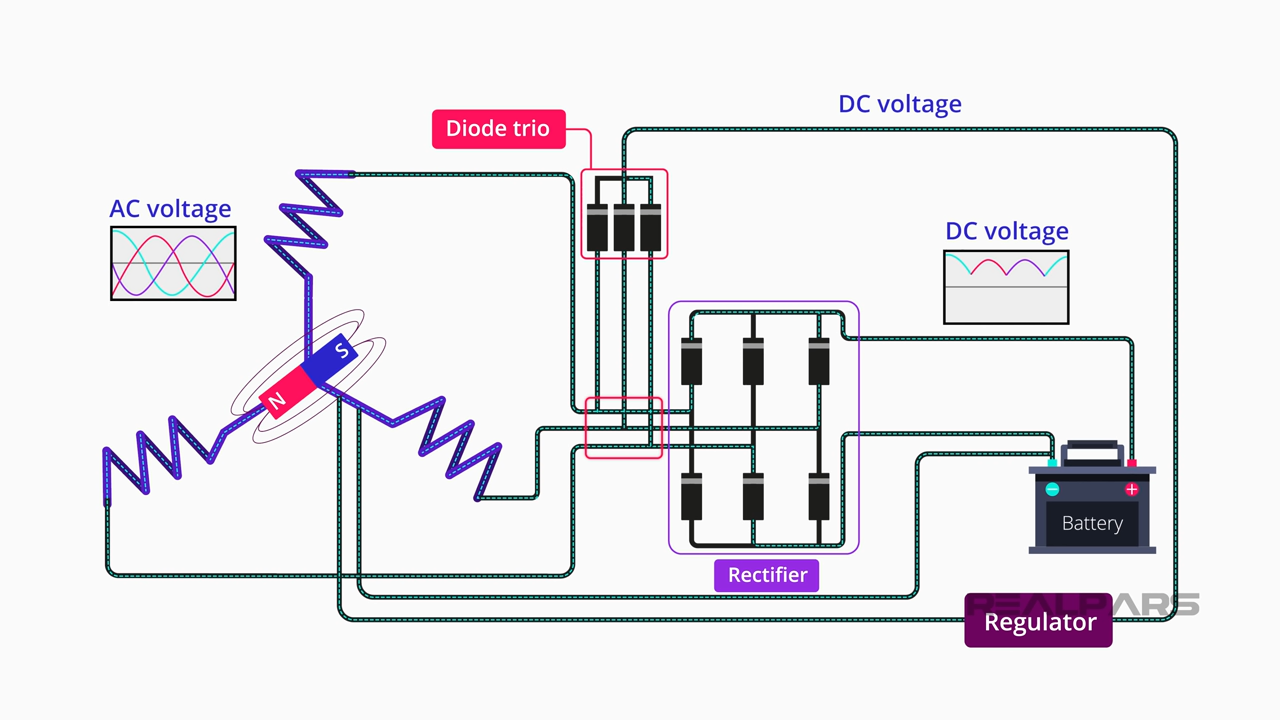 DC voltage
Diode trio
AC voltage
DC voltage
S
N
Battery
Rectifier
REALPARS
Regulator